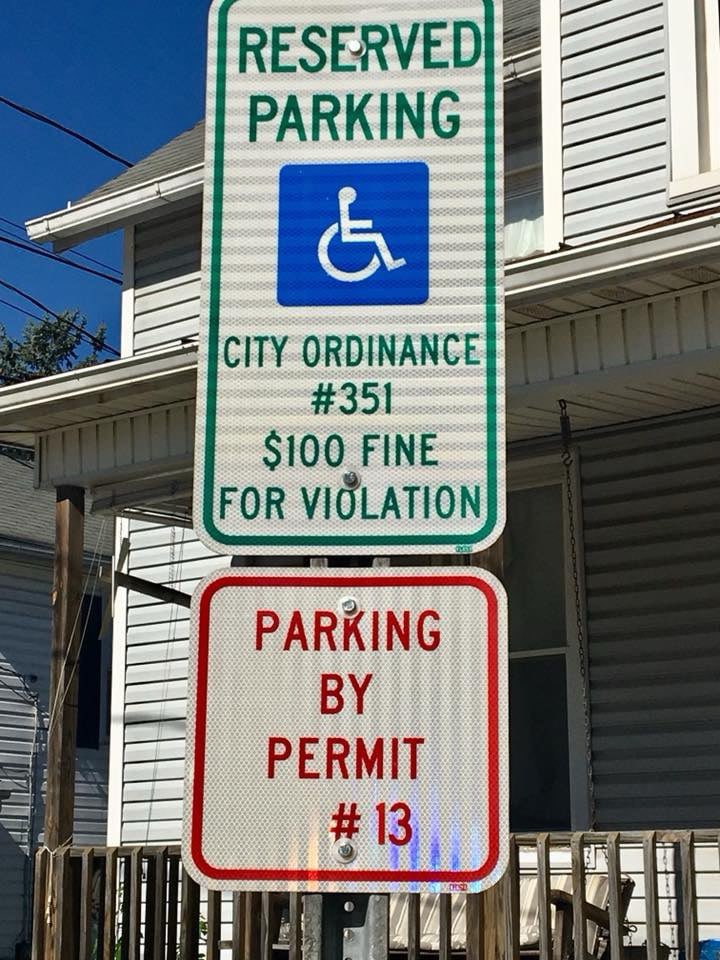 RESERVED
PARKING
CITY ORDINANCE
#351
$100 FINE
FOR VIOLATION
PARKING
BY
PERMIT
# 13